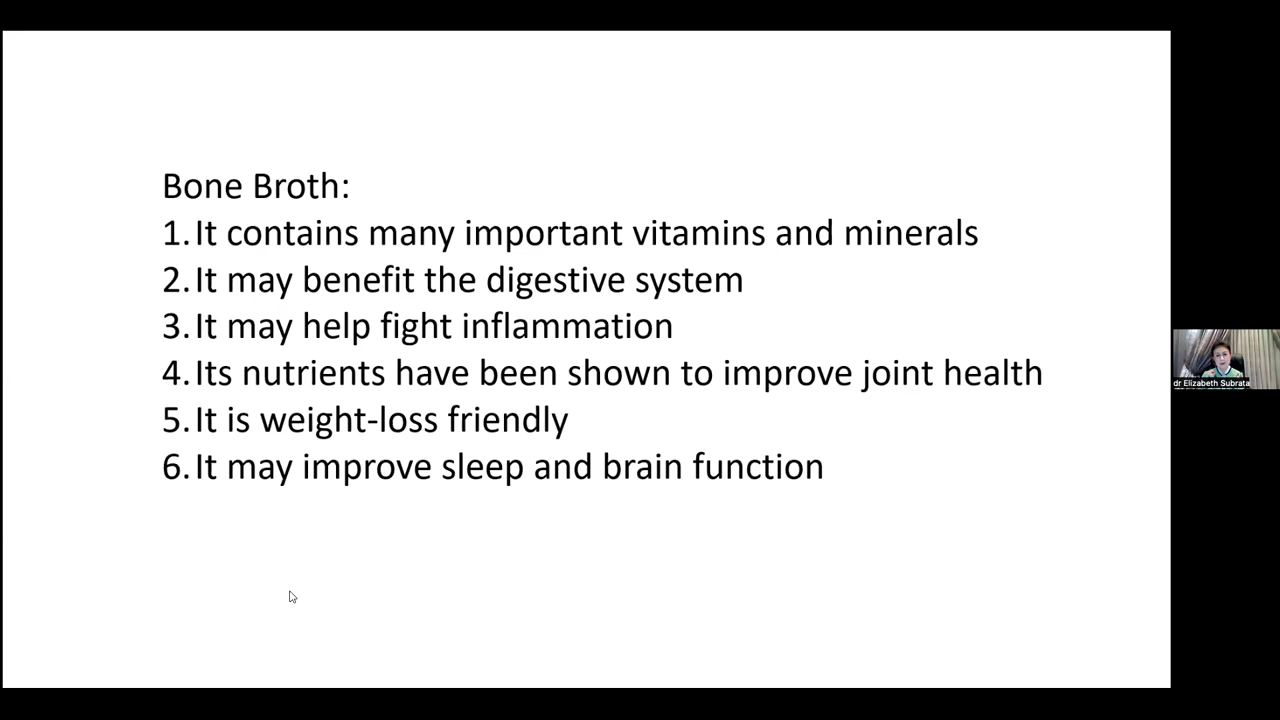 Bone Broth:
1. It contains many important vitamins and minerals
2. It may benefit the digestive system
3. It may help fight inflammation
4. Its nutrients have been shown to improve joint health
5. It is weight-loss friendly
6. It may improve sleep and brain function
dr Elizabeth Subrata